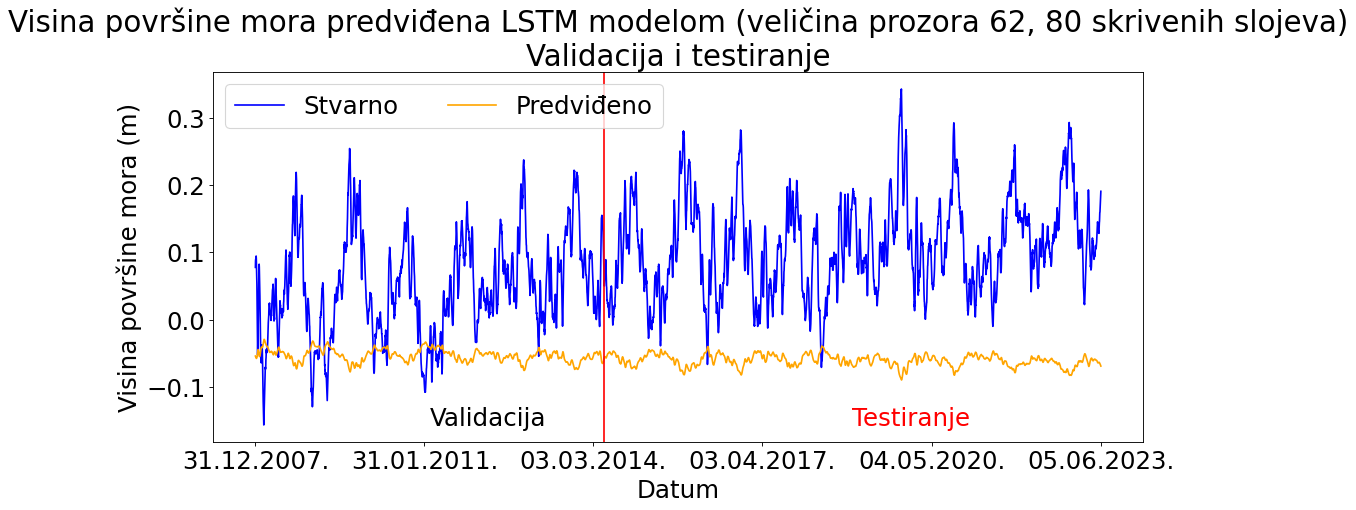 Visina površine mora predviđena LSTM modelom (veličina prozora 62, 80 skrivenih slojeva)
Validacija i testiranje
Stvarno
Predviđeno
Visina površine mora (m)
0.3
0.2
0.1
0.0
−0.1
Validacija
Testiranje
31.12.2007.
31.01.2011.
03.03.2014.
03.04.2017.
04.05.2020.
05.06.2023.
Datum